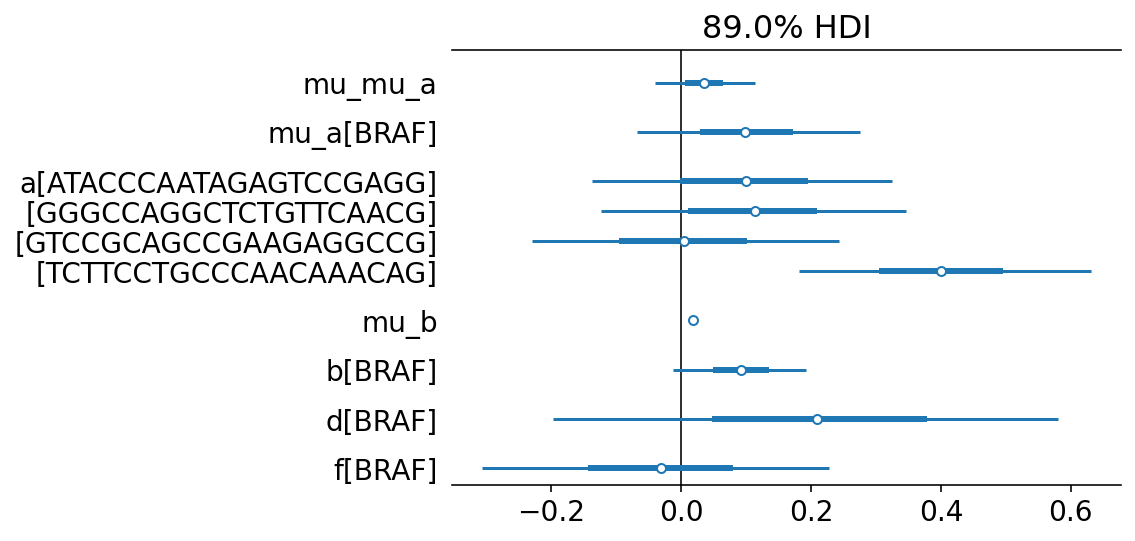 89.0% HDI
mu_mu_a
mu_a[BRAF]
a[ATACCCAATAGAGTCCGAGG]
[GGGCCAGGCTCTGTTCAACG]
[GTCCGCAGCCGAAGAGGCCG]
[TCTTCCTGCCCAACAAACAG]
mu_b
b[BRAF]
d[BRAF]
f[BRAF]
−0.2 0.0 0.2 0.4 0.6